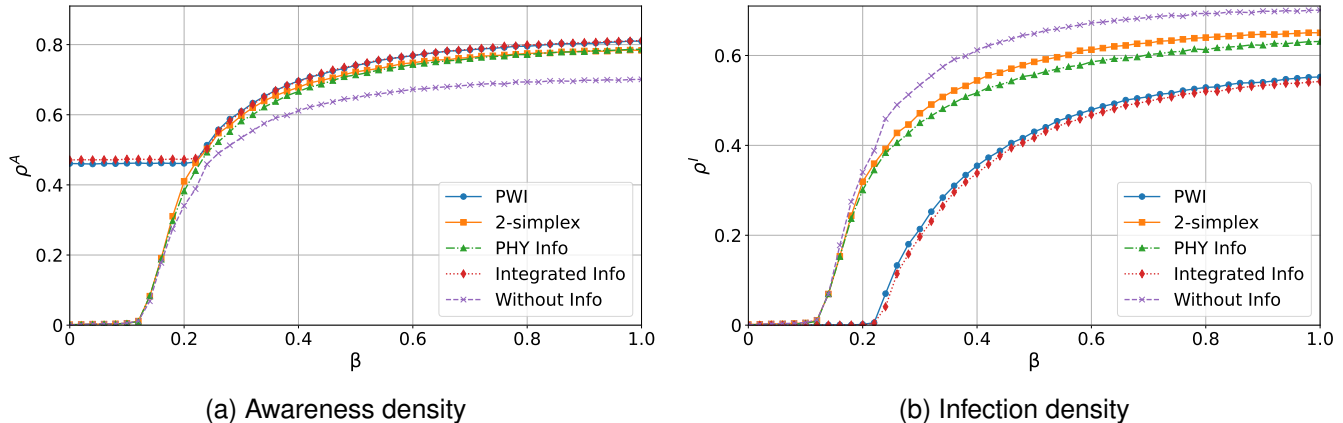 0.8
0.6
0.4
0.2
0
ρᴬ
0
0.2
0.4
0.6
0.8
1.0
β
PWI
2-simplex
PHY Info
Integrated Info
Without Info
(a) Awareness density
0.6
0.4
0.2
0
ρᴵ
0
0.2
0.4
0.6
0.8
1.0
β
PWI
2-simplex
PHY Info
Integrated Info
Without Info
(b) Infection density